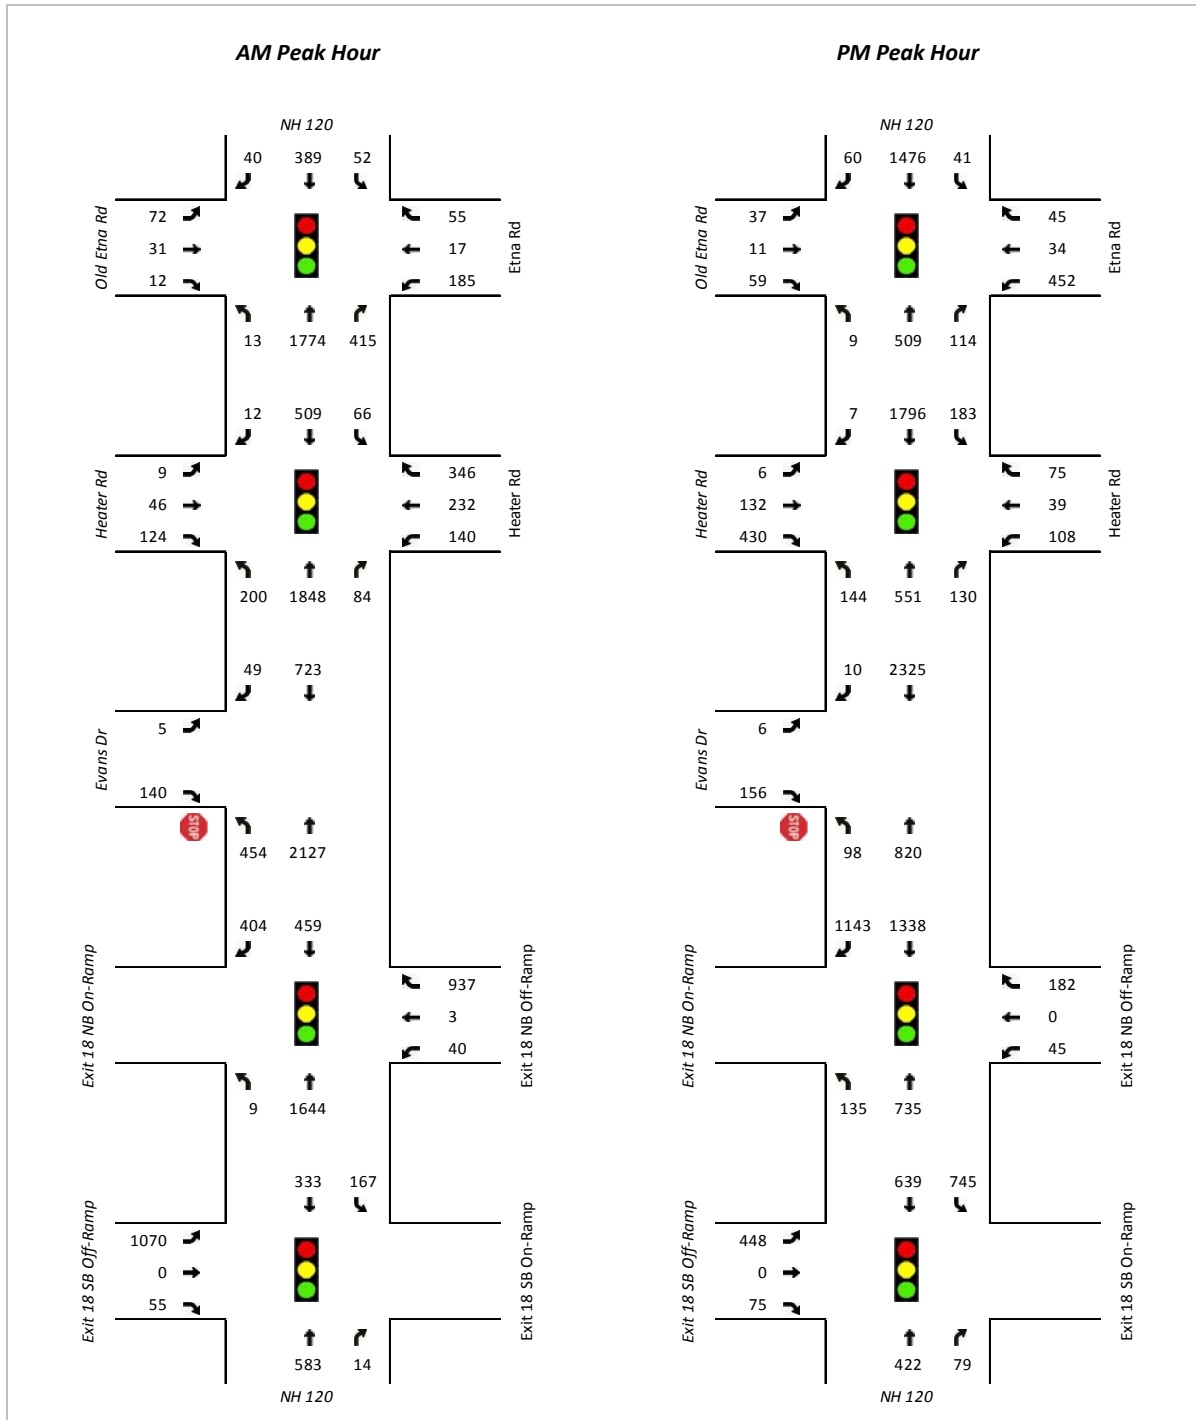 AM Peak Hour PM Peak Hour
NH 120 NH 120
40 389 52 60 1476 41
Old Etna Rd 72 55 Etna Rd Old Etna Rd 37 45 Etna Rd
31 17 11 34
12 185 59 452
13 1774 415 9 509 114
12 509 66 7 1796 183
Heater Rd 9 346 Heater Rd Heater Rd 6 75 Heater Rd
46 232 132 39
124 140 430 108
200 1848 84 144 551 130
49 723 10 2325
Evans Dr 5 Evans Dr 6
140 156
STOP STOP
454 2127 98 820
404 459 1143 1338
Exit 18 NB On-Ramp 937 Exit 18 NB Off-Ramp Exit 18 NB On-Ramp 182 Exit 18 NB Off-Ramp
3 0
40 45
9 1644 135 735
333 167 639 745
Exit 18 SB Off-Ramp 1070 Exit 18 SB On-Ramp Exit 18 SB Off-Ramp 448 Exit 18 SB On-Ramp
0 0
55 75
583 14 422 79
NH 120 NH 120